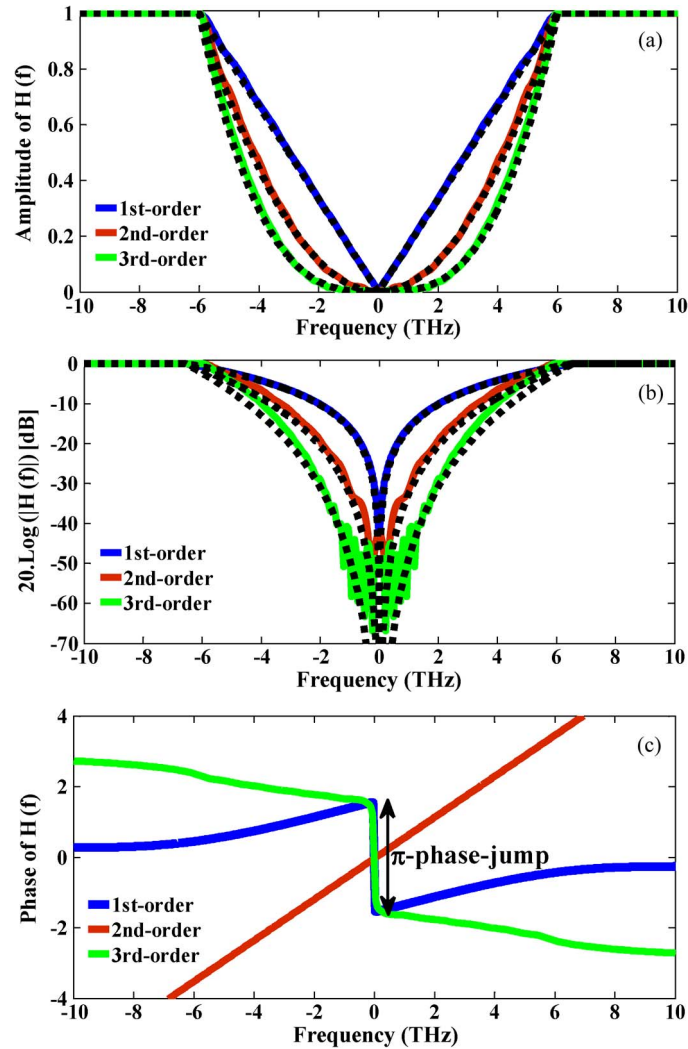 (a)
Amplitude of H (f)
1
0.8
0.6
0.4
0.2
0
1st-order
2nd-order
3rd-order
-10 -8 -6 -4 -2 0 2 4 6 8 10
Frequency (THz)
(b)
20.Log (|H (f)|) [dB]
0
-10
-20
-30
-40
-50
-60
-70
1st-order
2nd-order
3rd-order
-10 -8 -6 -4 -2 0 2 4 6 8 10
Frequency (THz)
(c)
Phase of H (f)
4
2
0
-2
-4
π-phase-jump
1st-order
2nd-order
3rd-order
-10 -8 -6 -4 -2 0 2 4 6 8 10
Frequency (THz)